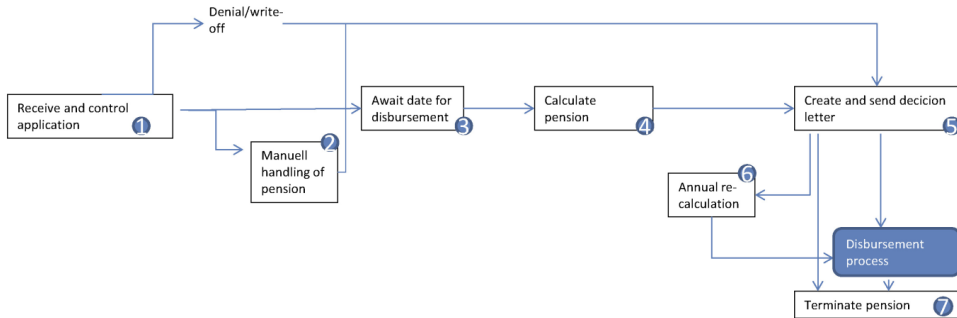 Denial/write-
off
Receive and control
application
1
Manuell
handling of
pension
2
Await date for
disbursement
3
Calculate
pension
4
Create and send decicion
letter
5
Annual re-
calculation
6
Disbursement
process
Terminate pension
7